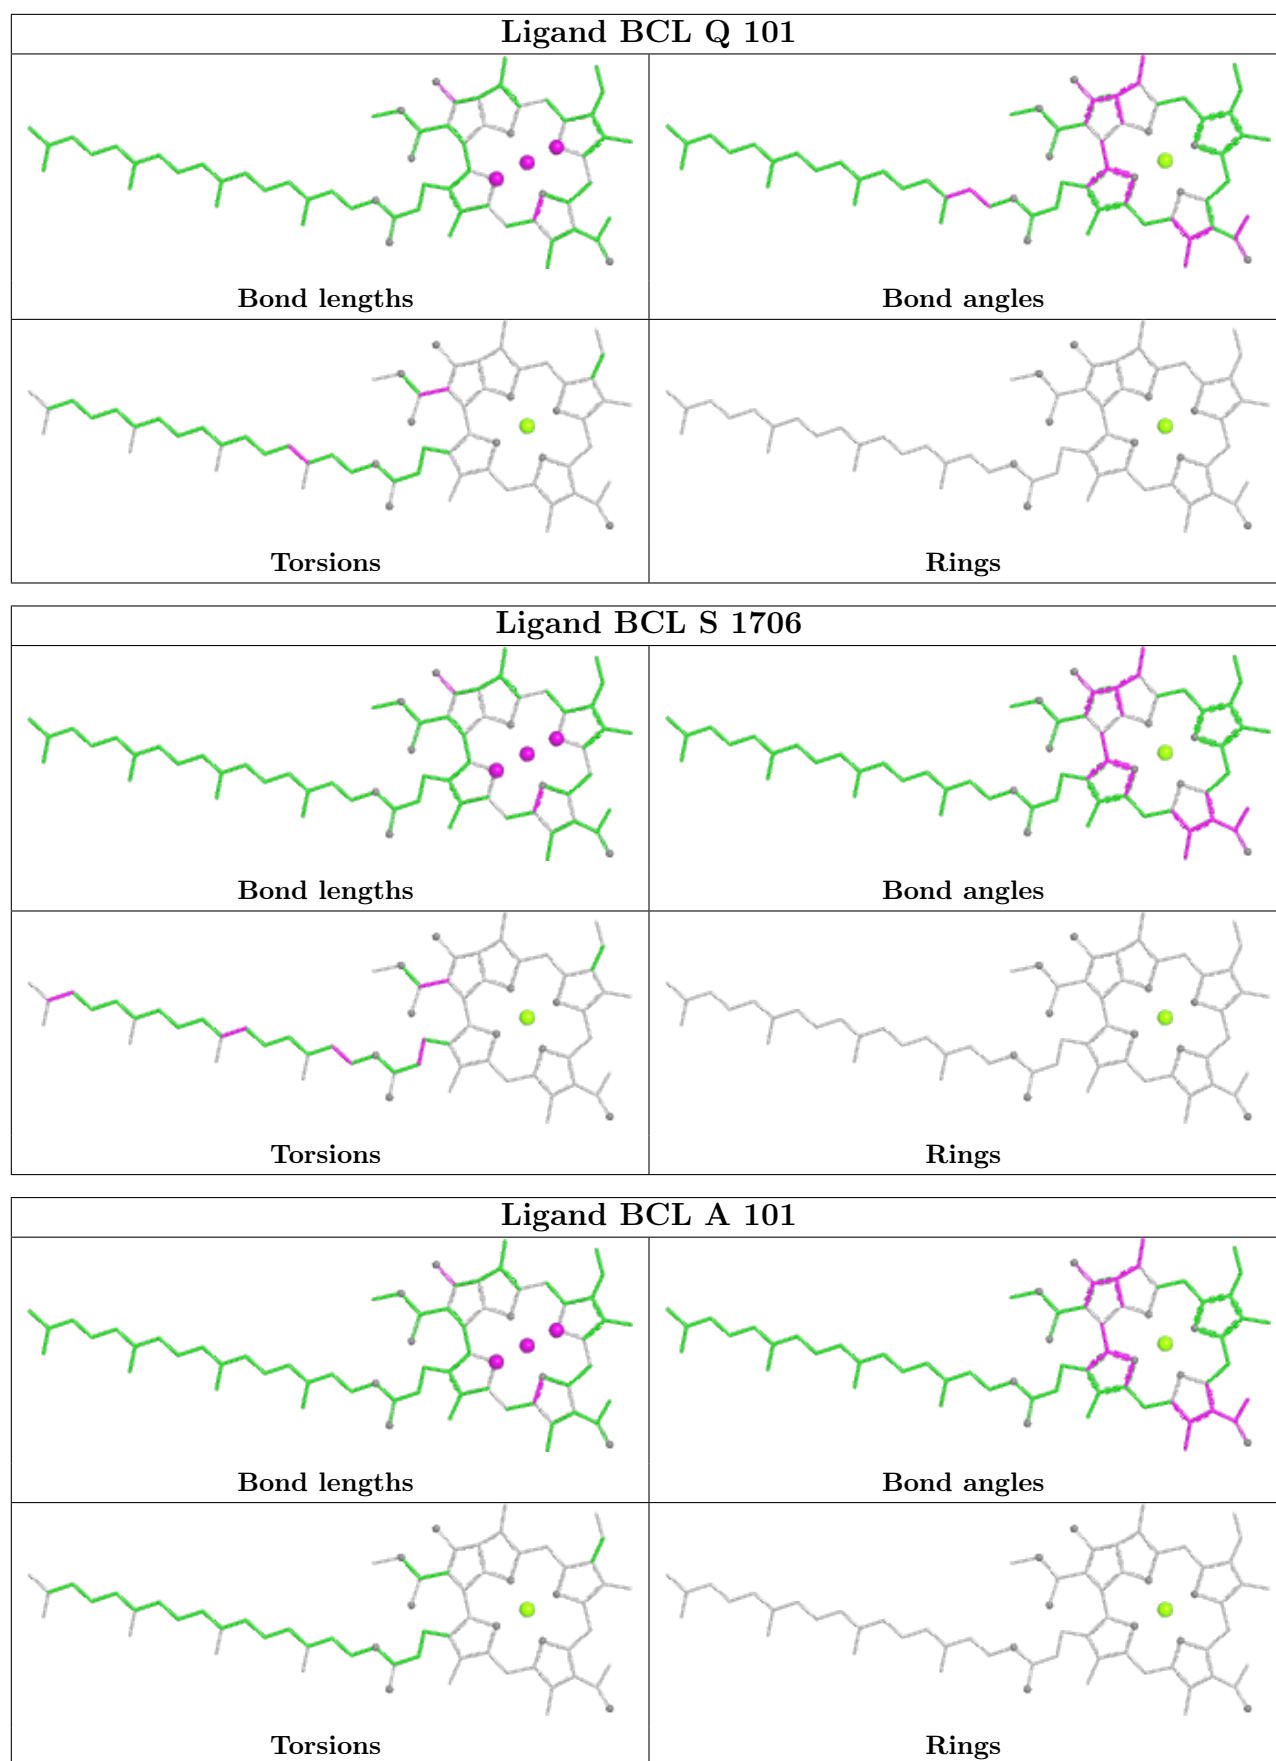 Ligand BCL Q 101
Bond lengths
Bond angles
Torsions
Rings
Ligand BCL S 1706
Bond lengths
Bond angles
Torsions
Rings
Ligand BCL A 101
Bond lengths
Bond angles
Torsions
Rings